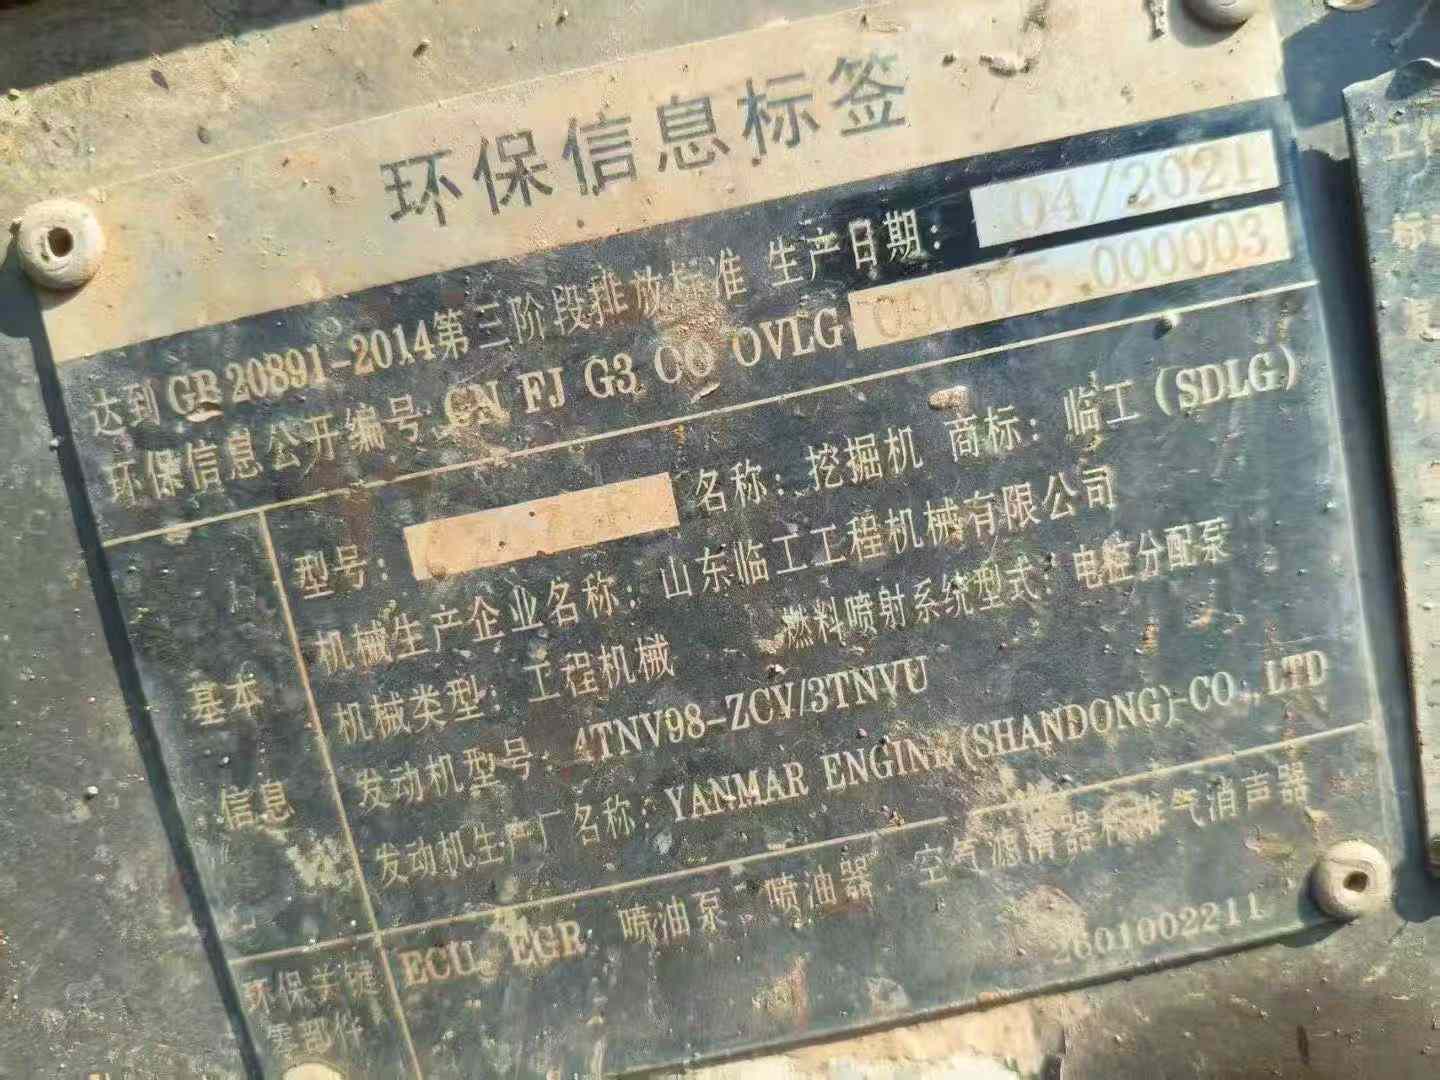 环保信息标签
达到GB 20891-2014第三阶段排放标准 生产日期: 04/2021
环保信息公开编号:CN FJ G3 CO OVLG 000075 000003
型号: 名称:挖掘机 商标:临工(SDLG)
机械生产企业名称:山东临工工程机械有限公司
机械类型:工程机械 燃料喷射系统型式:电控分配泵
基本
信息
发动机型号:4TNV98-ZCV/3TNVU
发动机生产厂名称:YANMAR ENGINE(SHANDONG) CO.,LTD
环保关键
零部件
ECU EGR 喷油泵 喷油器 空气滤清器和排气消声器
2601002211